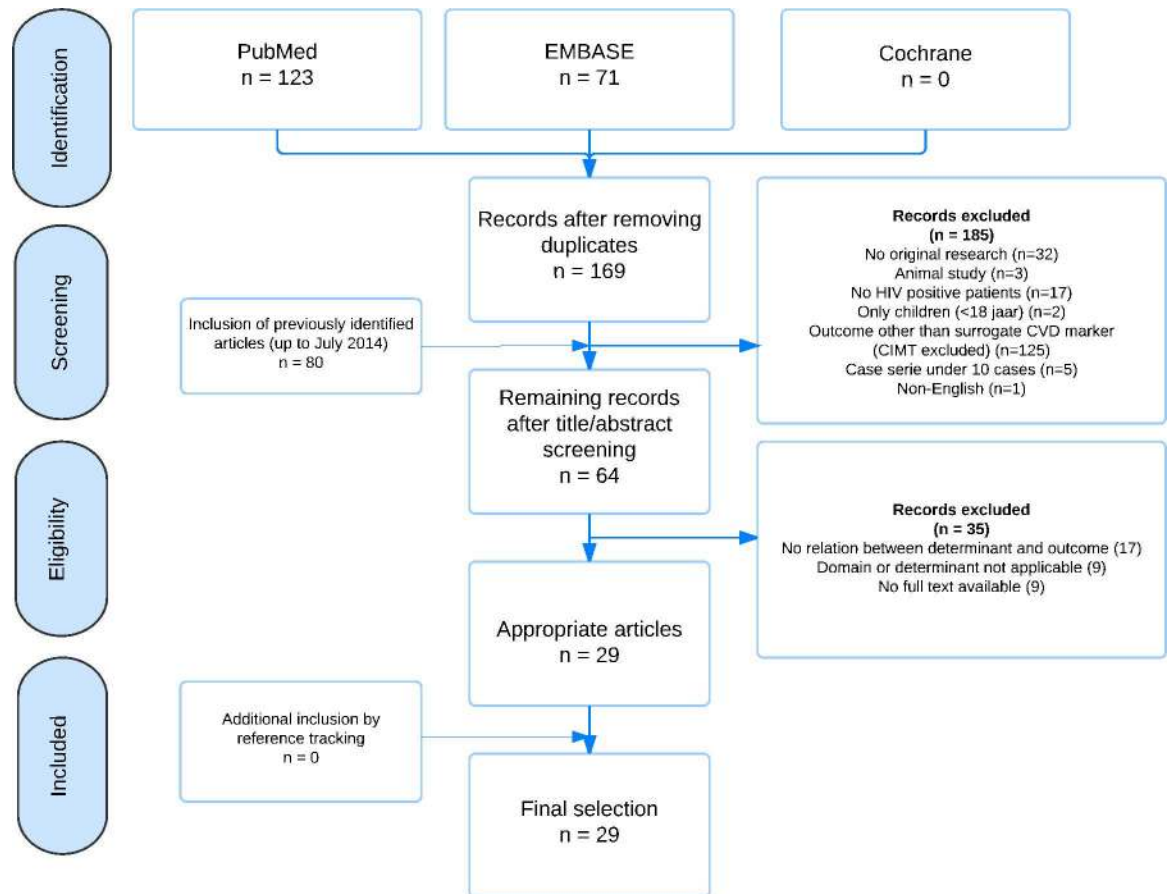 Identification
PubMed
n = 123
EMBASE
n = 71
Cochrane
n = 0
Screening
Records after removing
duplicates
n = 169
Inclusion of previously identified
articles (up to July 2014)
n = 80
Records excluded
(n = 185)
No original research (n=32)
Animal study (n=3)
No HIV positive patients (n=17)
Only children (<18 jaar) (n=2)
Outcome other than surrogate CVD marker
(CIMT excluded) (n=125)
Case serie under 10 cases (n=5)
Non-English (n=1)
Remaining records
after title/abstract
screening
n = 64
Eligibility
Records excluded
(n = 35)
No relation between determinant and outcome (17)
Domain or determinant not applicable (9)
No full text available (9)
Appropriate articles
n = 29
Included
Additional inclusion by
reference tracking
n = 0
Final selection
n = 29